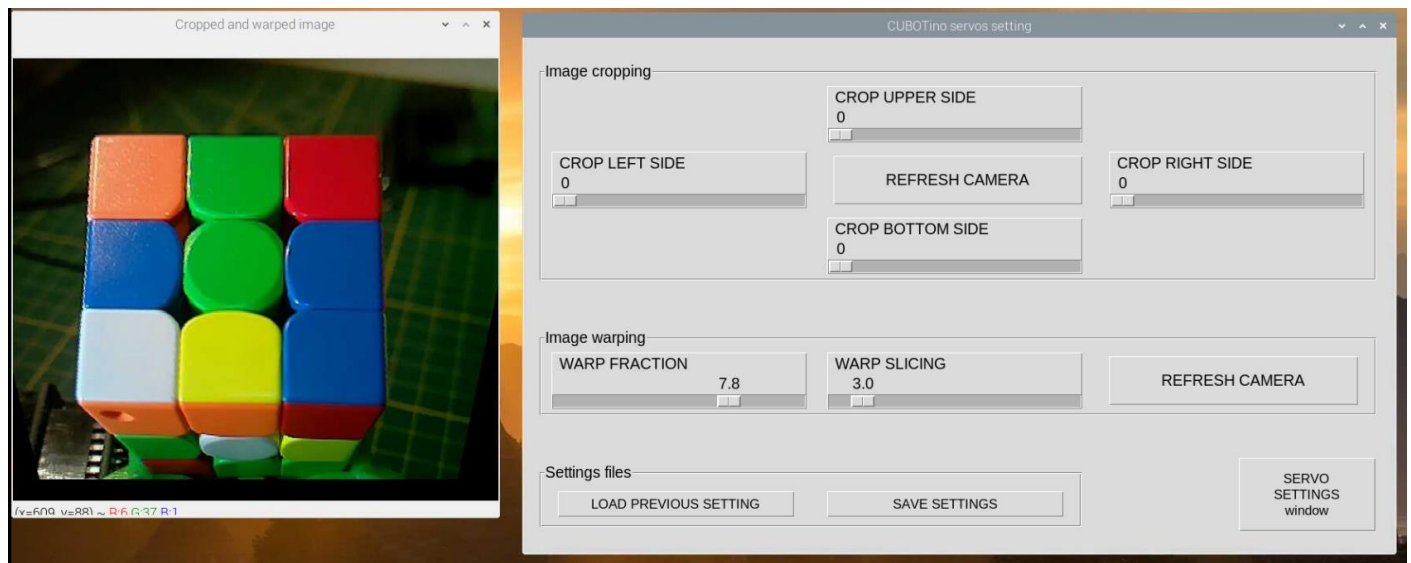 Cropped and warped image
(x=609, y=88) ~ R:6 G:37 B:1
CUBOTino servos setting
Image cropping
CROP UPPER SIDE
0
CROP LEFT SIDE
0
REFRESH CAMERA
CROP RIGHT SIDE
0
CROP BOTTOM SIDE
0
Image warping
WARP FRACTION
7.8
WARP SLICING
3.0
REFRESH CAMERA
Settings files
LOAD PREVIOUS SETTING
SAVE SETTINGS
SERVO
SETTINGS
window